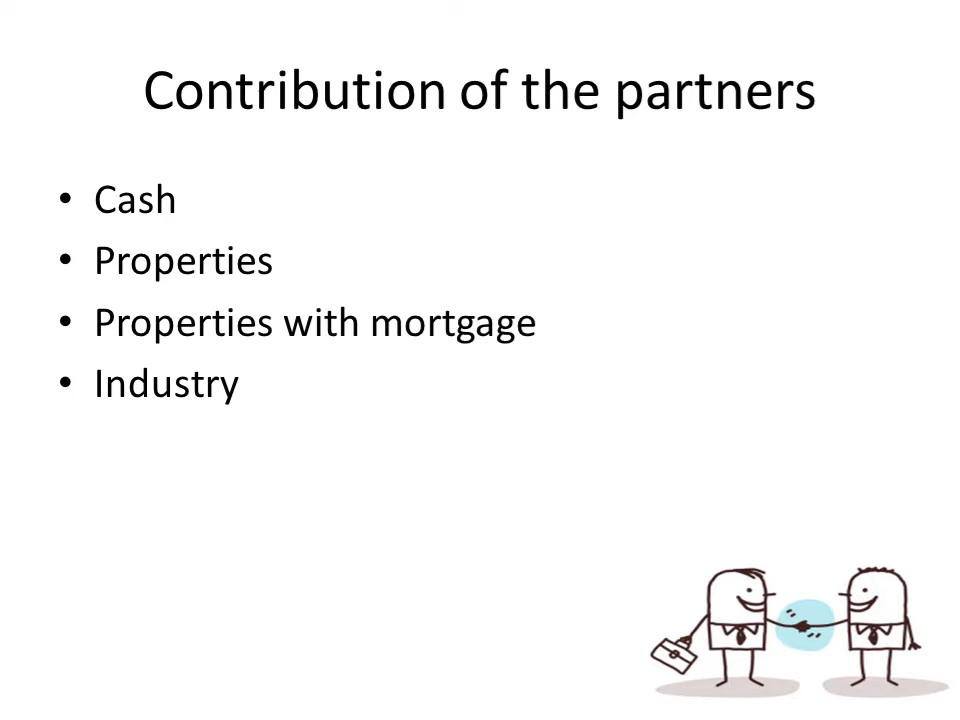 Contribution of the partners
• Cash
• Properties
• Properties with mortgage
• Industry